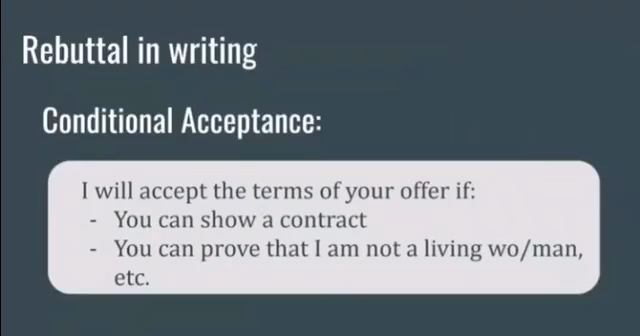 Rebuttal in writing
Conditional Acceptance:
I will accept the terms of your offer if:
- You can show a contract
- You can prove that I am not a living wo/man,
etc.